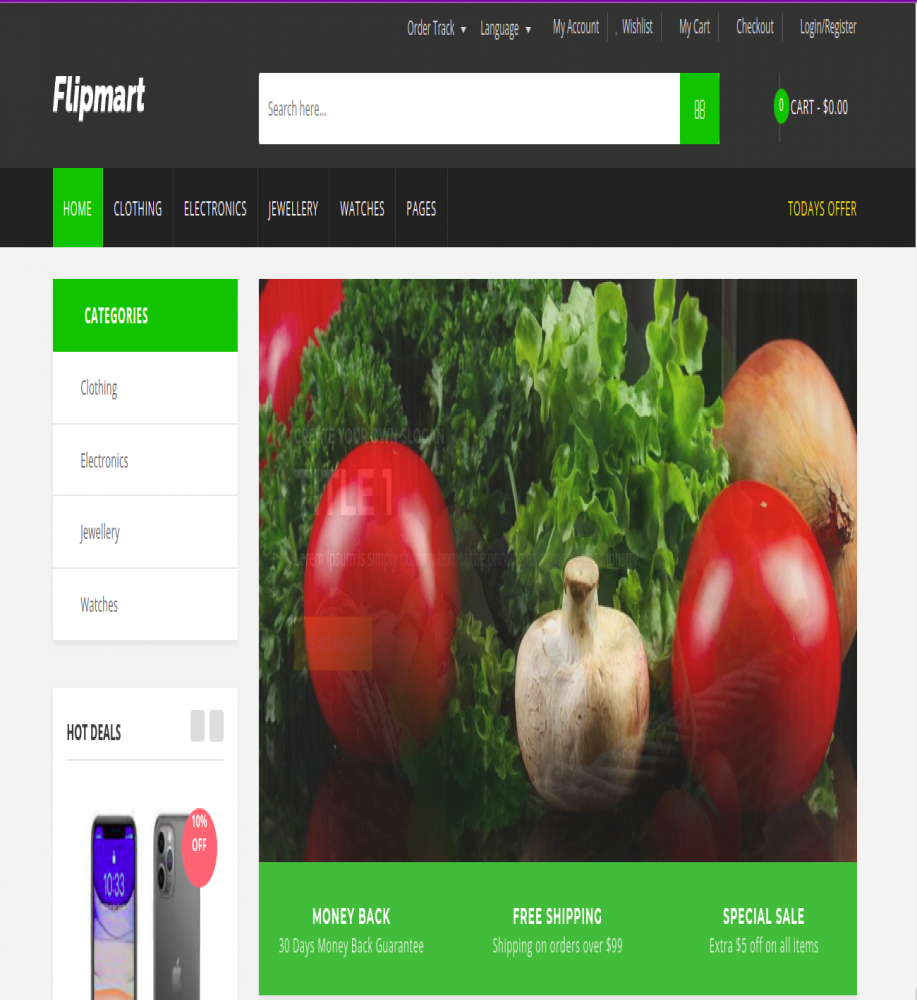 Order Track Language My Account Wishlist My Cart Checkout Login/Register
Flipmart
Search here...
0 CART - $0.00
HOME CLOTHING ELECTRONICS JEWELLERY WATCHES PAGES TODAYS OFFER
CATEGORIES
Clothing
Electronics
Jewellery
Watches
CREATE YOUR OWN SLOGAN
TITLE 1
Lorem Ipsum is simply dummy text of the printing
HOT DEALS
10%
OFF
10:33
MONEY BACK
30 Days Money Back Guarantee
FREE SHIPPING
Shipping on orders over $99
SPECIAL SALE
Extra $5 off on all items